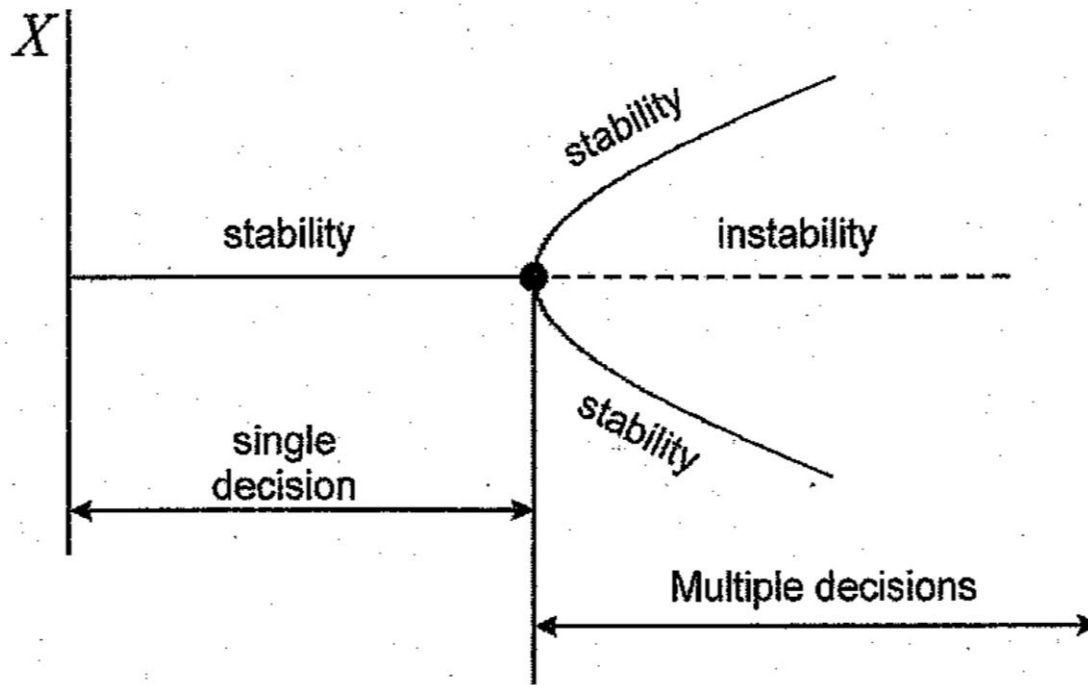 X
stability
stability
instability
stability
single
decision
Multiple decisions